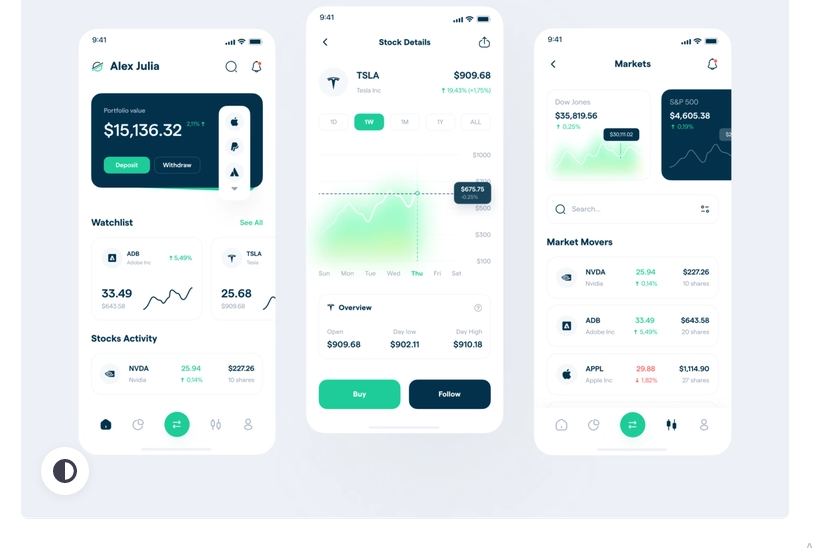 9:41
Alex Julia
Portfolio value
$15,136.32
2,11% ↑
Deposit
Withdraw
Watchlist
See All
ADB
Adobe Inc
↑ 5,49%
33.49
$643.58
TSLA
Tesla
25.68
$909.68
Stocks Activity
NVDA 25.94 $227.26
Nvidia ↑ 0,14% 10 shares
9:41
Stock Details
TSLA $909.68
Tesla Inc ↑ 19.43% (+1,75%)
1D 1W 1M 1Y ALL
$1000
$675.75
-0.25%
$500
$300
$100
Sun Mon Tue Wed Thu Fri Sat
Overview
Open Day low Day High
$909.68 $902.11 $910.18
Buy Follow
9:41
Markets
Dow Jones
$35,819.56
↑ 0,25%
$30,111.02
S&P 500
$4,605.38
↑ 0,19%
Search...
Market Movers
NVDA 25.94 $227.26
Nvidia ↑ 0,14% 10 shares
ADB 33.49 $643.58
Adobe Inc ↑ 5,49% 20 shares
APPL 29.88 $1,114.90
Apple Inc ↓ 1,82% 27 shares